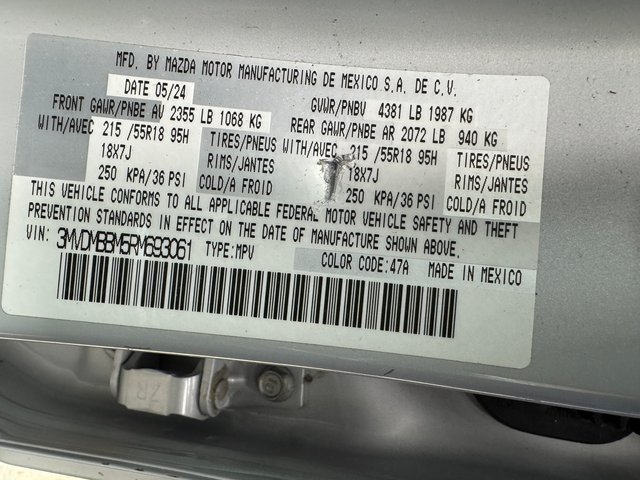 MFD. BY MAZDA MOTOR MANUFACTURING DE MEXICO S.A. DE C.V.
DATE 05/24 GVWR/PNBV 4381 LB 1987 KG
FRONT GAWR/PNBE AV 2355 LB 1068 KG REAR GAWR/PNBE AR 2072 LB 940 KG
WITH/AVEC 215 /55R18 95H TIRES/PNEUS WITH/AVEC 215 /55R18 95H TIRES/PNEUS
18X7J RIMS/JANTES 18X7J RIMS/JANTES
250 KPA/36 PSI COLD/A FROID 250 KPA/36 PSI COLD/A FROID
THIS VEHICLE CONFORMS TO ALL APPLICABLE FEDERAL MOTOR VEHICLE SAFETY AND THEFT
PREVENTION STANDARDS IN EFFECT ON THE DATE OF MANUFACTURE SHOWN ABOVE.
VIN: 3MVDMBBM5RM693061 TYPE:MPV COLOR CODE:47A MADE IN MEXICO